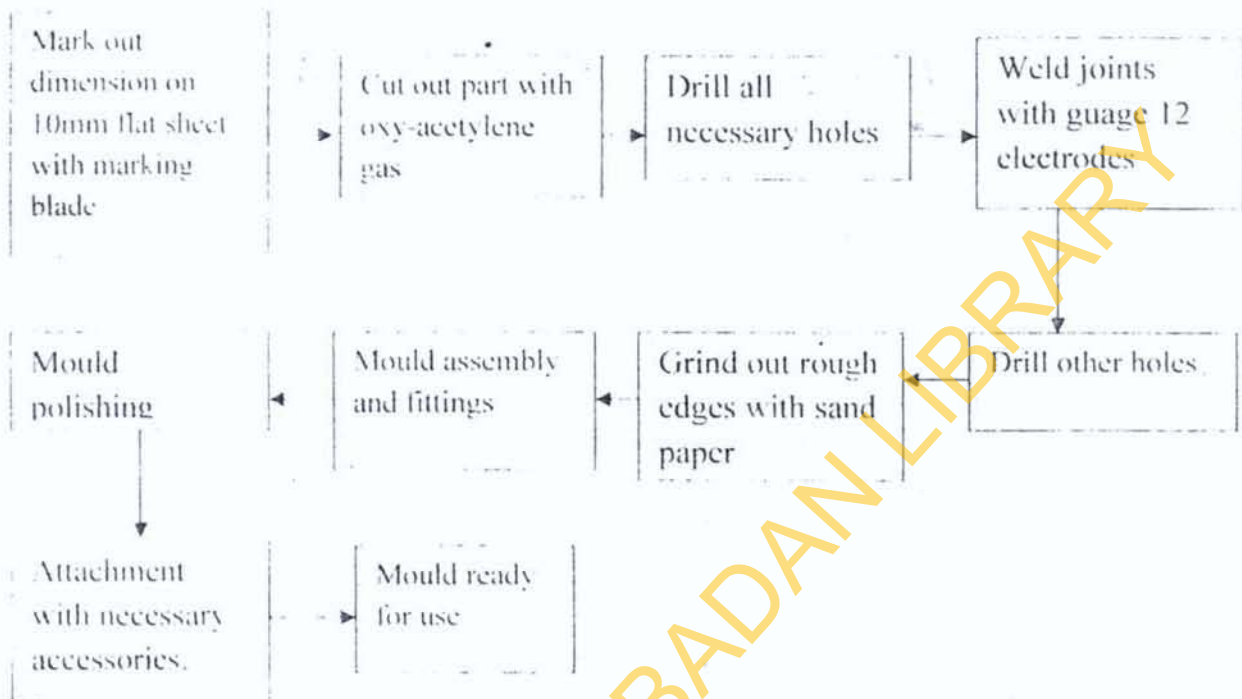 Mark out
dimension on
10mm flat sheet
with marking
blade
Cut out part with
oxy-acetylene
gas
Drill all
necessary holes
Weld joints
with guage 12
electrodes
Drill other holes.
Grind out rough
edges with sand
paper
Mould assembly
and fittings
Mould
polishing
Attachment
with necessary
accessories.
Mould ready
for use
BADAN LIBRARY